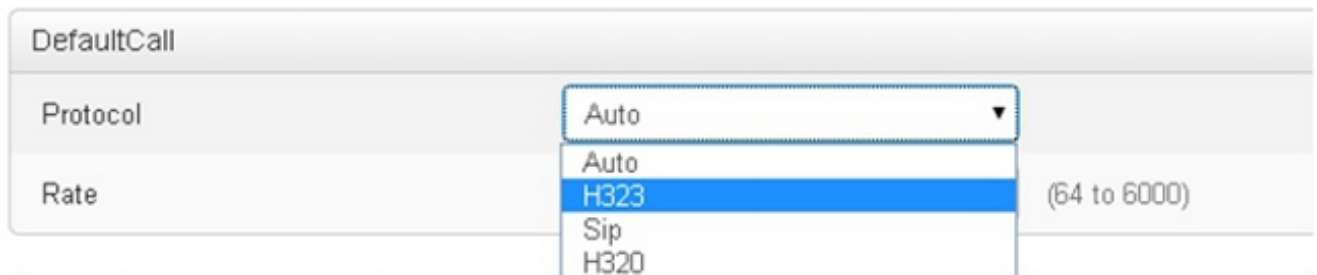 DefaultCall
Protocol
Auto
Auto
Rate
H323
(64 to 6000)
Sip
H320